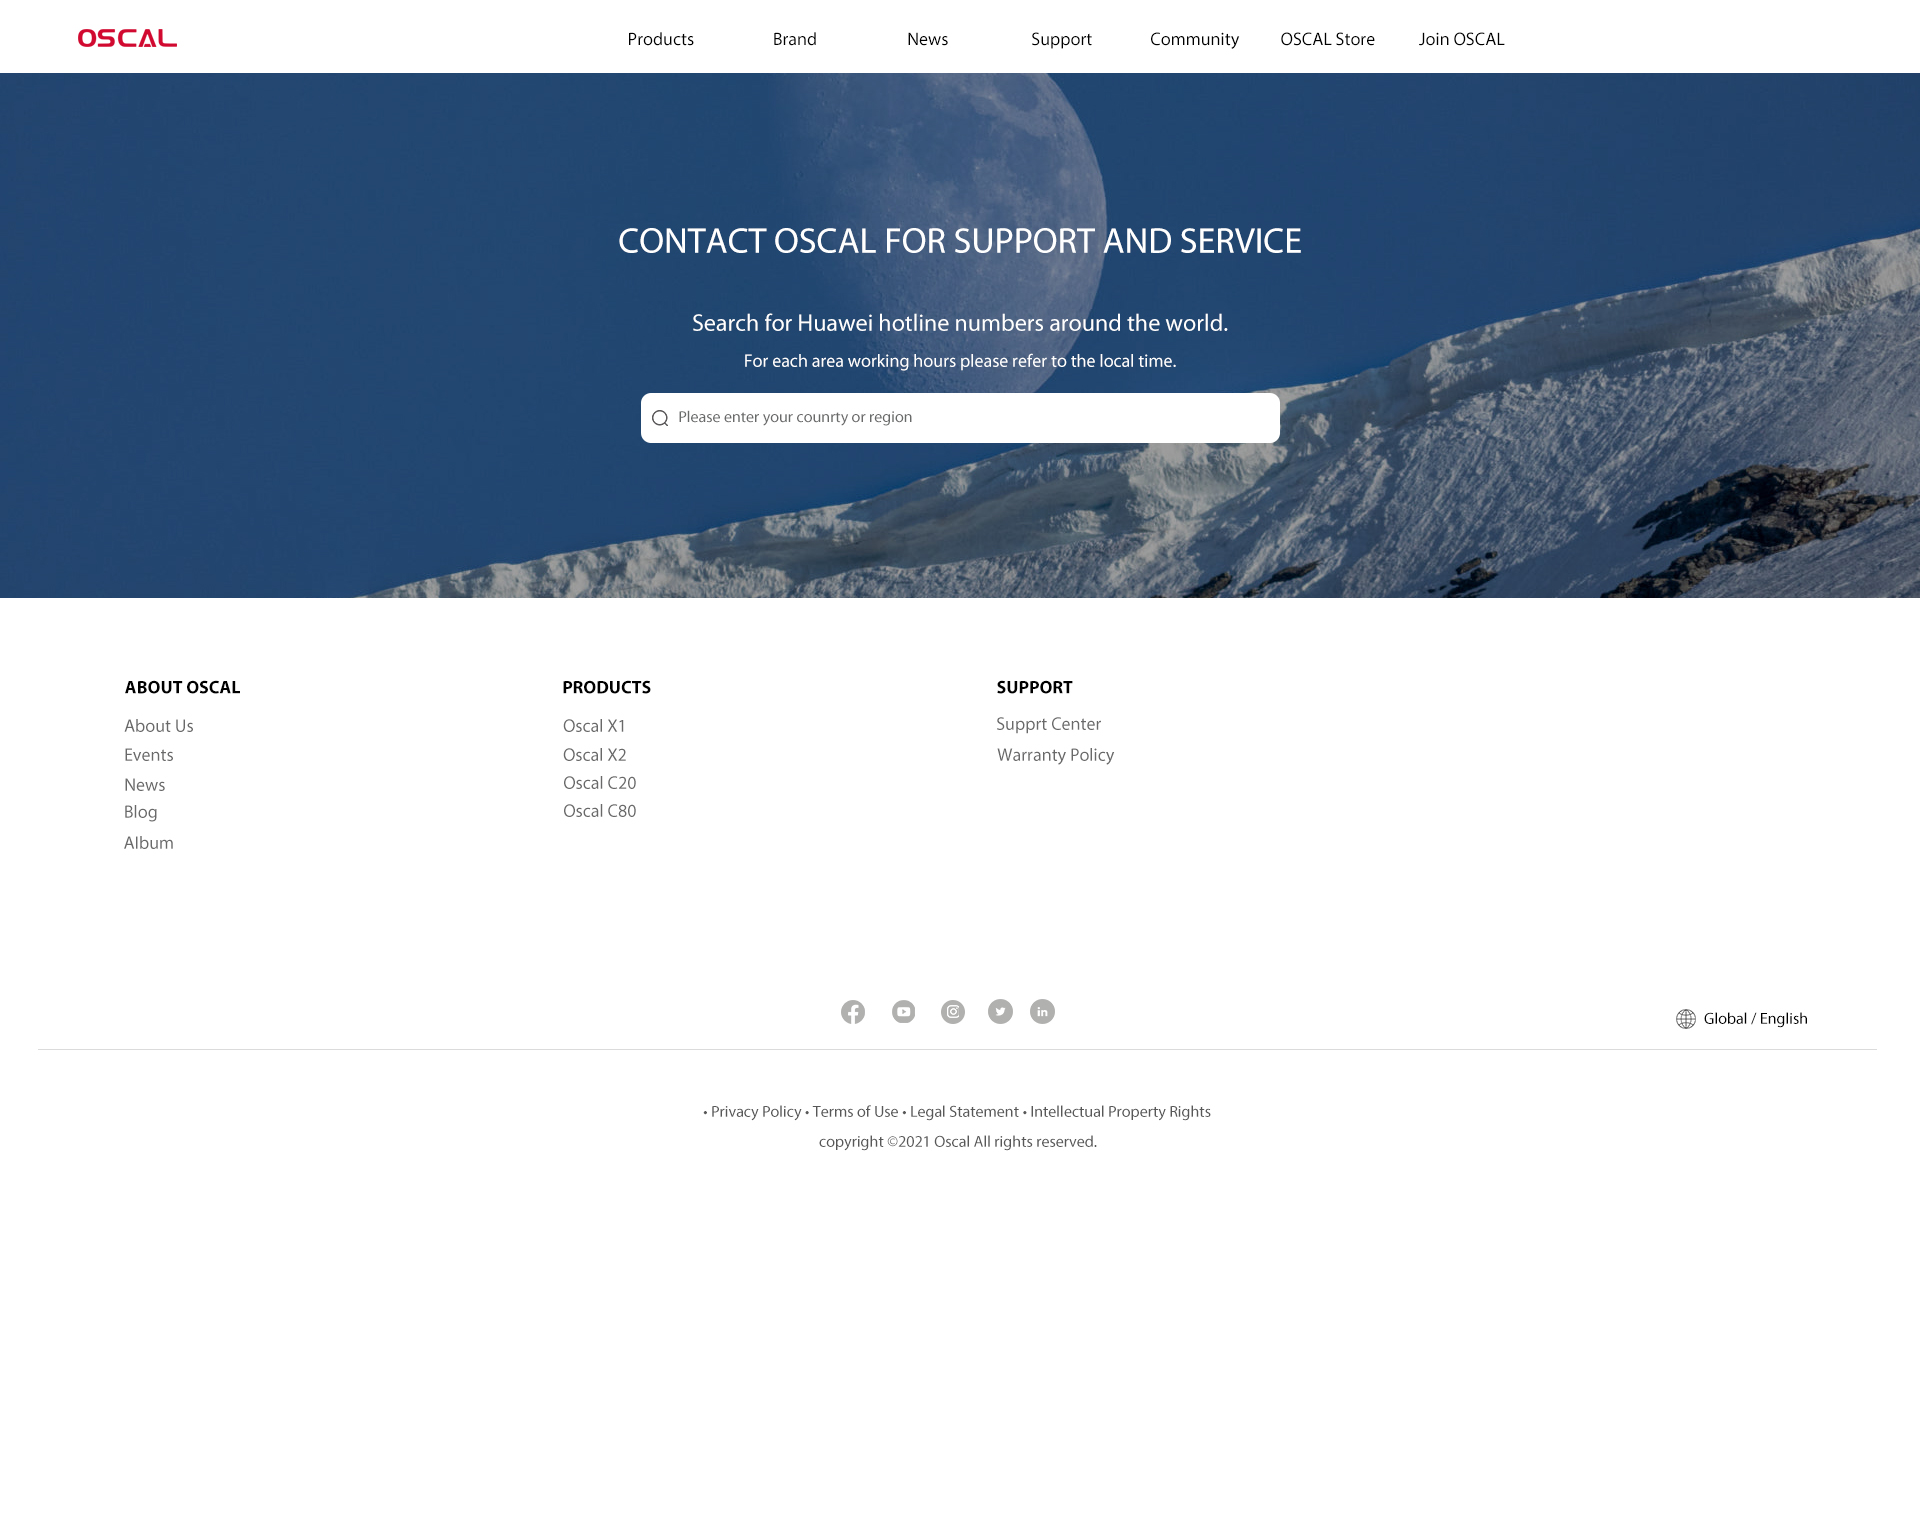 OSCAL
Products Brand News Support Community OSCAL Store Join OSCAL
CONTACT OSCAL FOR SUPPORT AND SERVICE
Search for Huawei hotline numbers around the world.
For each area working hours please refer to the local time.
Please enter your counrty or region
ABOUT OSCAL
About Us
Events
News
Blog
Album
PRODUCTS
Oscal X1
Oscal X2
Oscal C20
Oscal C80
SUPPORT
Supprt Center
Warranty Policy
in
Global / English
• Privacy Policy • Terms of Use • Legal Statement • Intellectual Property Rights
copyright ©2021 Oscal All rights reserved.